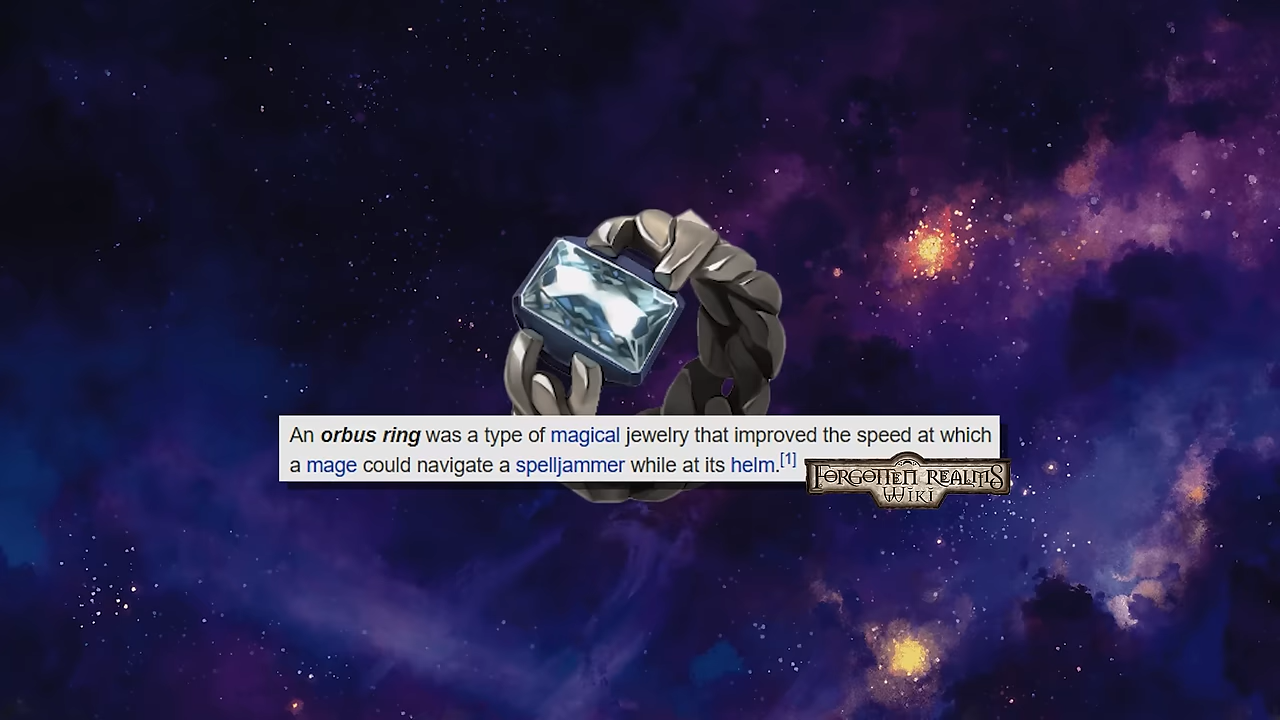 An orbus ring was a type of magical jewelry that improved the speed at which
a mage could navigate a spelljammer while at its helm.[1]
FORGOTTEN REALMS
WIKI